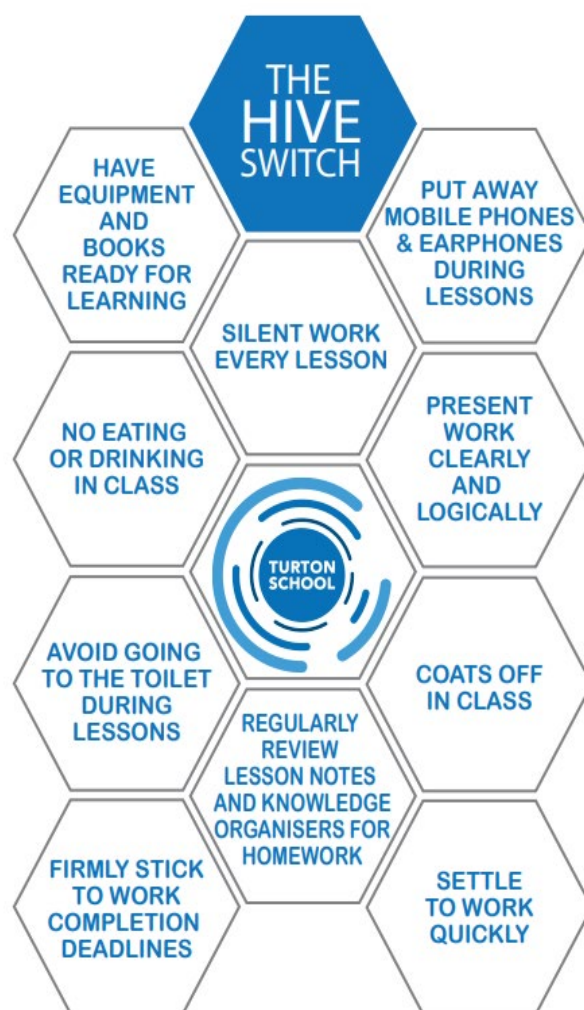 THE
HIVE
SWITCH
HAVE
EQUIPMENT
AND
BOOKS
READY FOR
LEARNING
PUT AWAY
MOBILE PHONES
& EARPHONES
DURING
LESSONS
SILENT WORK
EVERY LESSON
NO EATING
OR DRINKING
IN CLASS
PRESENT
WORK
CLEARLY
AND
LOGICALLY
TURTON
SCHOOL
AVOID GOING
TO THE TOILET
DURING
LESSONS
COATS OFF
IN CLASS
REGULARLY
REVIEW
LESSON NOTES
AND KNOWLEDGE
ORGANISERS FOR
HOMEWORK
FIRMLY STICK
TO WORK
COMPLETION
DEADLINES
SETTLE
TO WORK
QUICKLY